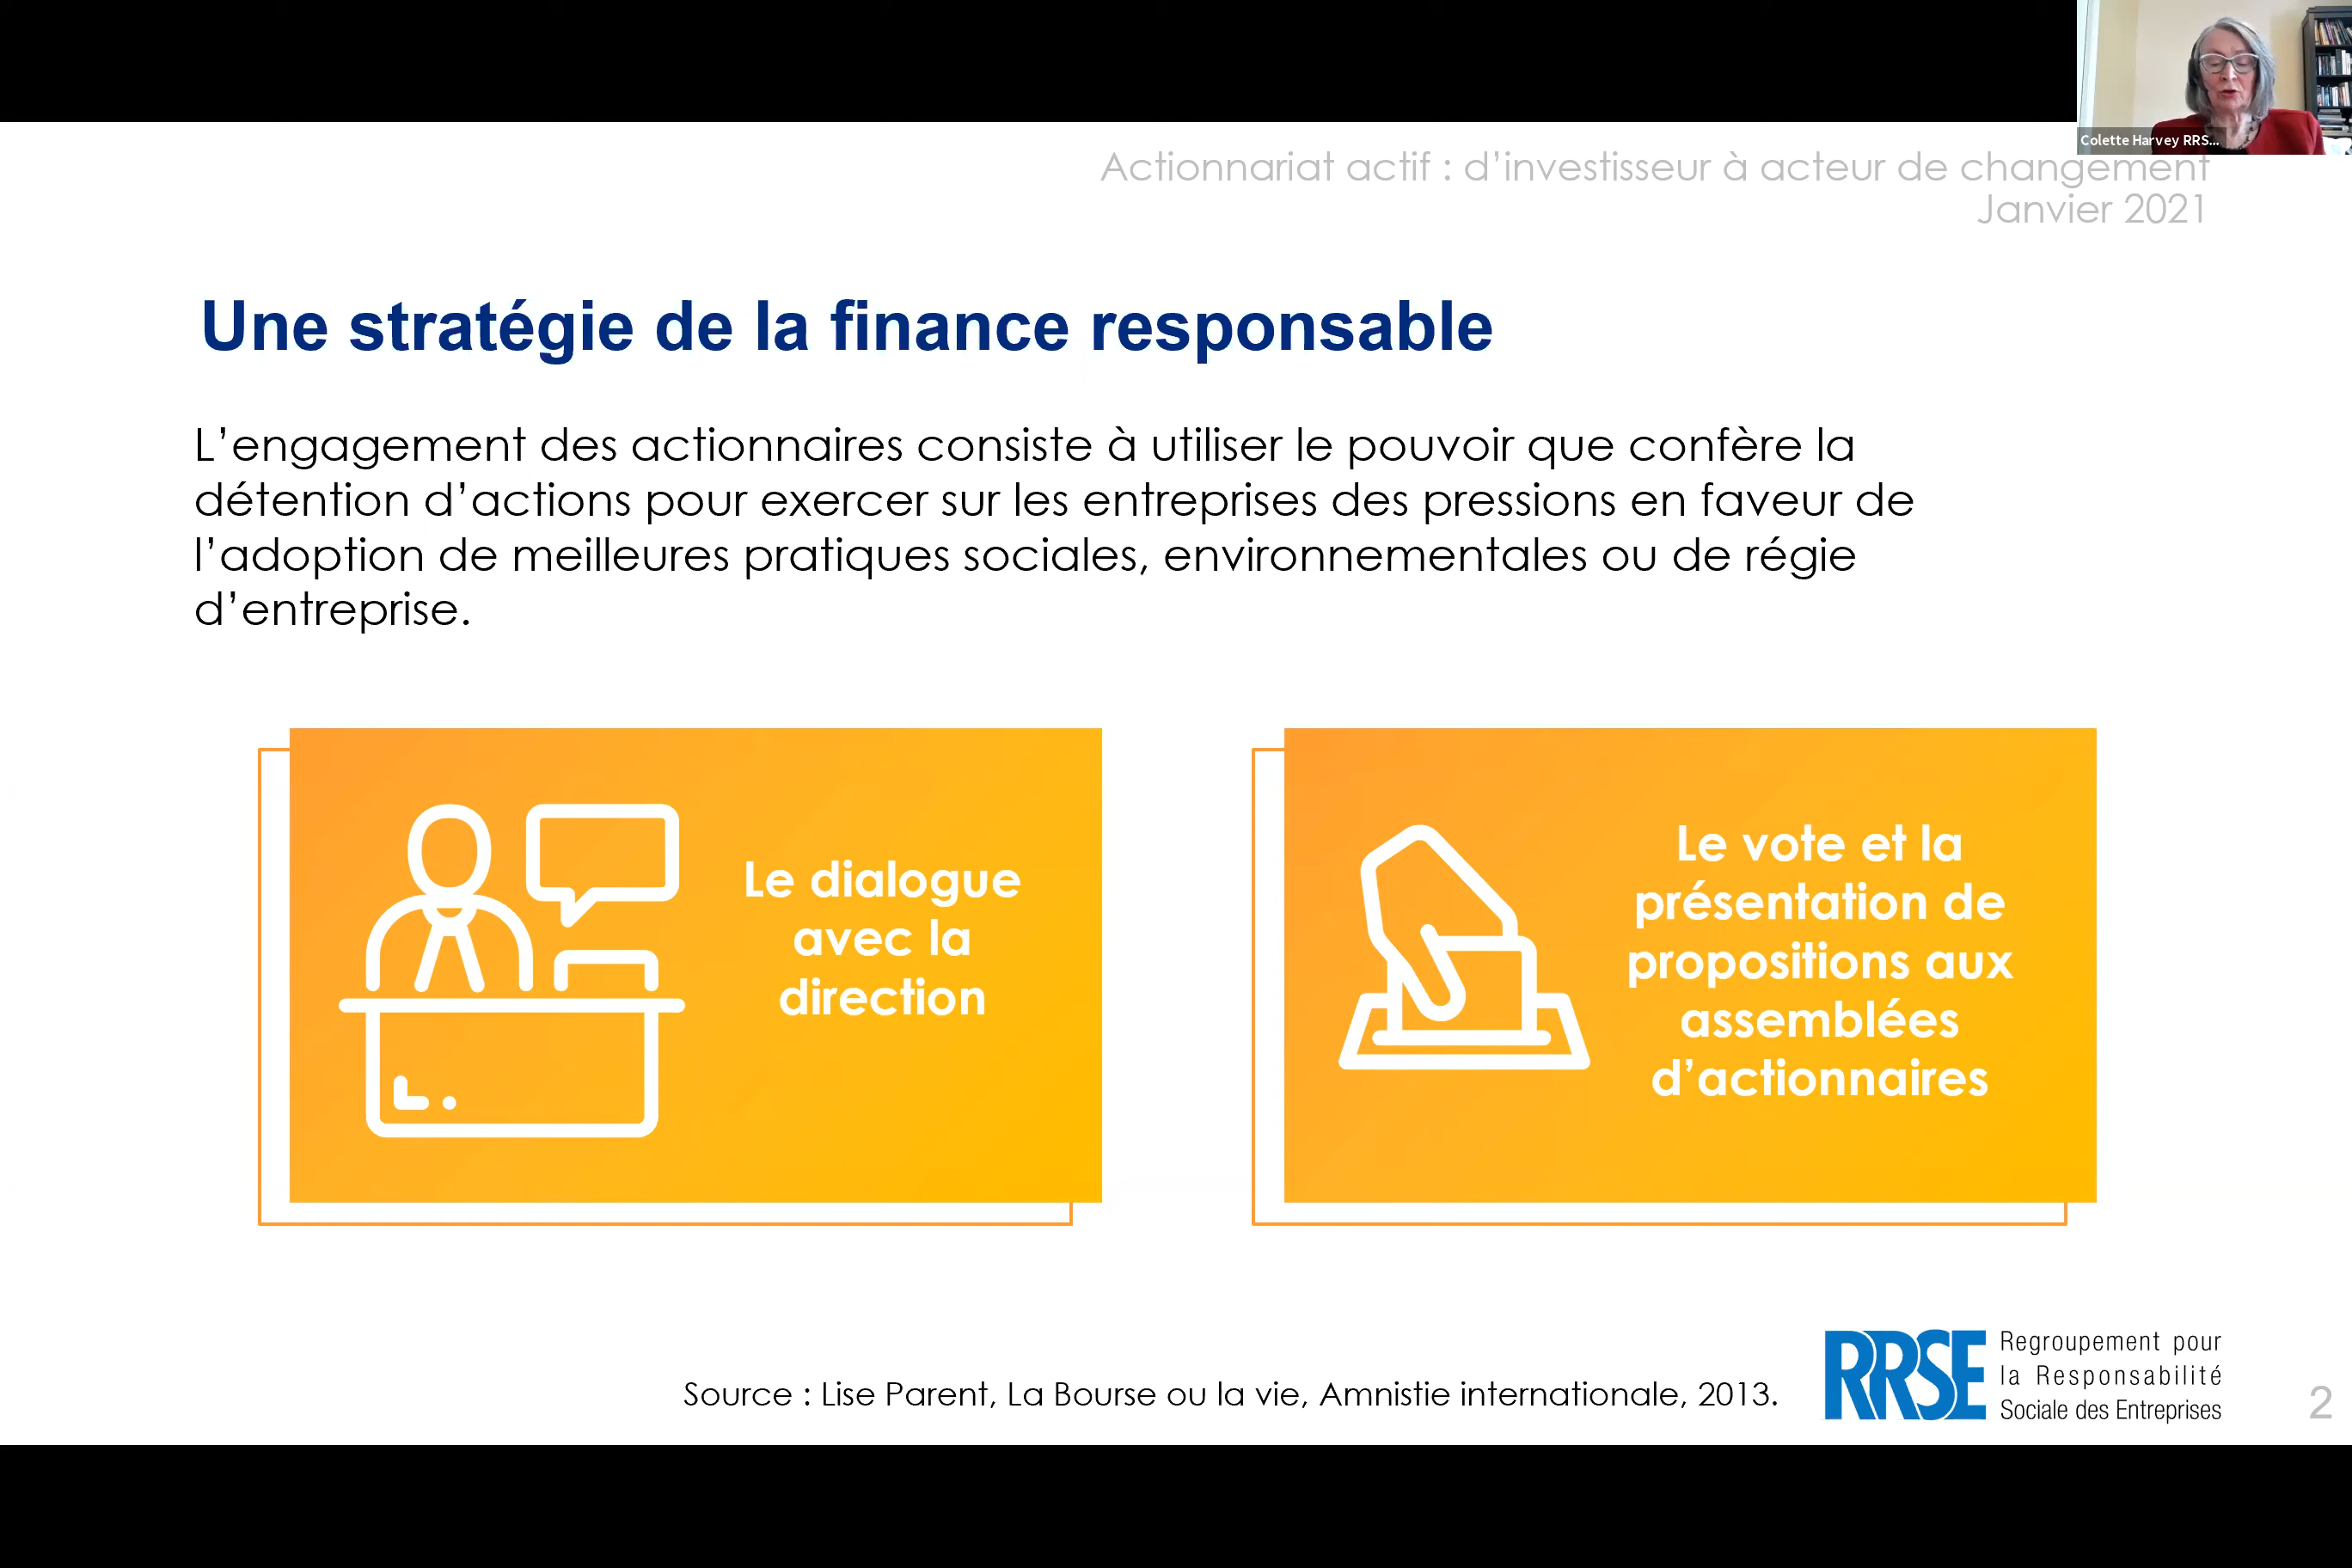 Colette Harvey RRS...
Actionnariat actif : d’investisseur à acteur de changement
Janvier 2021
Une stratégie de la finance responsable
L’engagement des actionnaires consiste à utiliser le pouvoir que confère la
détention d’actions pour exercer sur les entreprises des pressions en faveur de
l’adoption de meilleures pratiques sociales, environnementales ou de régie
d’entreprise.
Le dialogue
avec la
direction
Le vote et la
présentation de
propositions aux
assemblées
d’actionnaires
Source : Lise Parent, La Bourse ou la vie, Amnistie internationale, 2013.
RRSE
Regroupement pour
la Responsabilité
Sociale des Entreprises
2